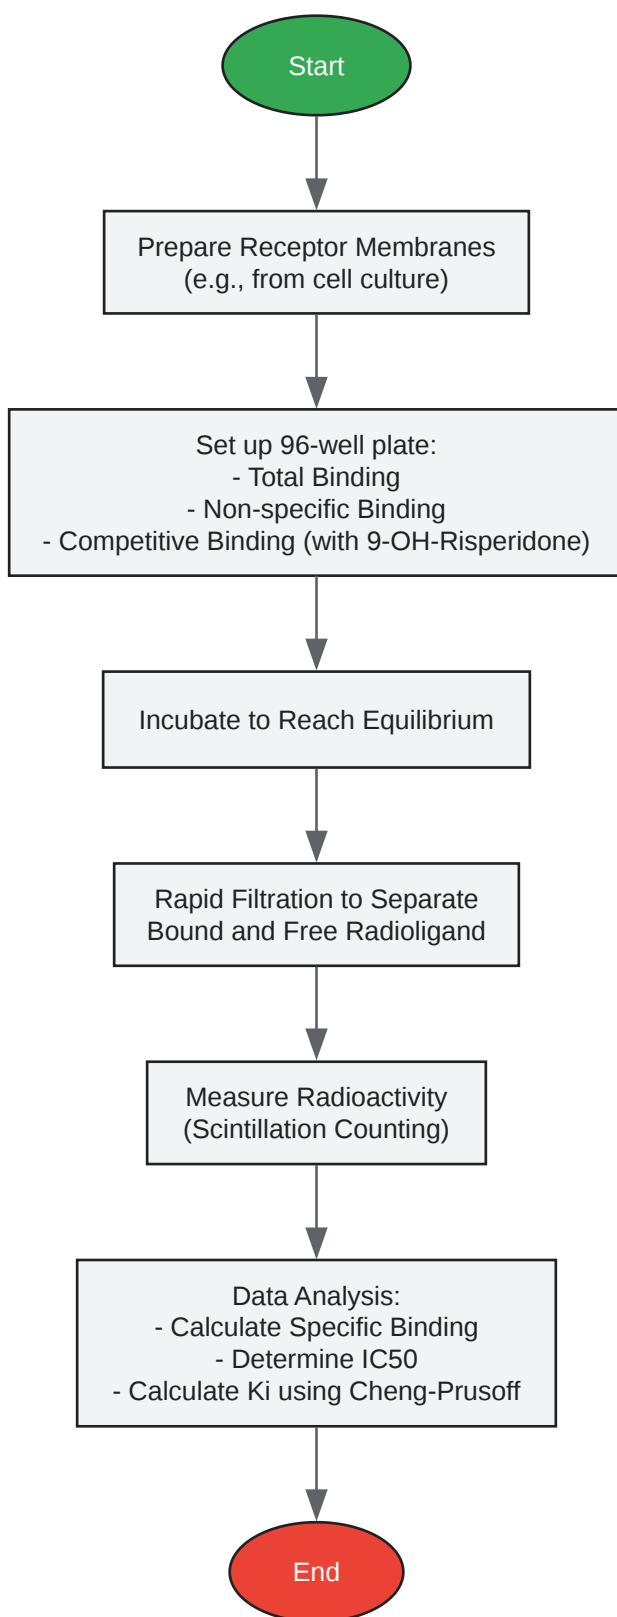 Start
Prepare Receptor Membranes
(e.g., from cell culture)
Set up 96-well plate:
- Total Binding
- Non-specific Binding
- Competitive Binding (with 9-OH-Risperidone)
Incubate to Reach Equilibrium
Rapid Filtration to Separate
Bound and Free Radioligand
Measure Radioactivity
(Scintillation Counting)
Data Analysis:
- Calculate Specific Binding
- Determine IC50
- Calculate Ki using Cheng-Prusoff
End